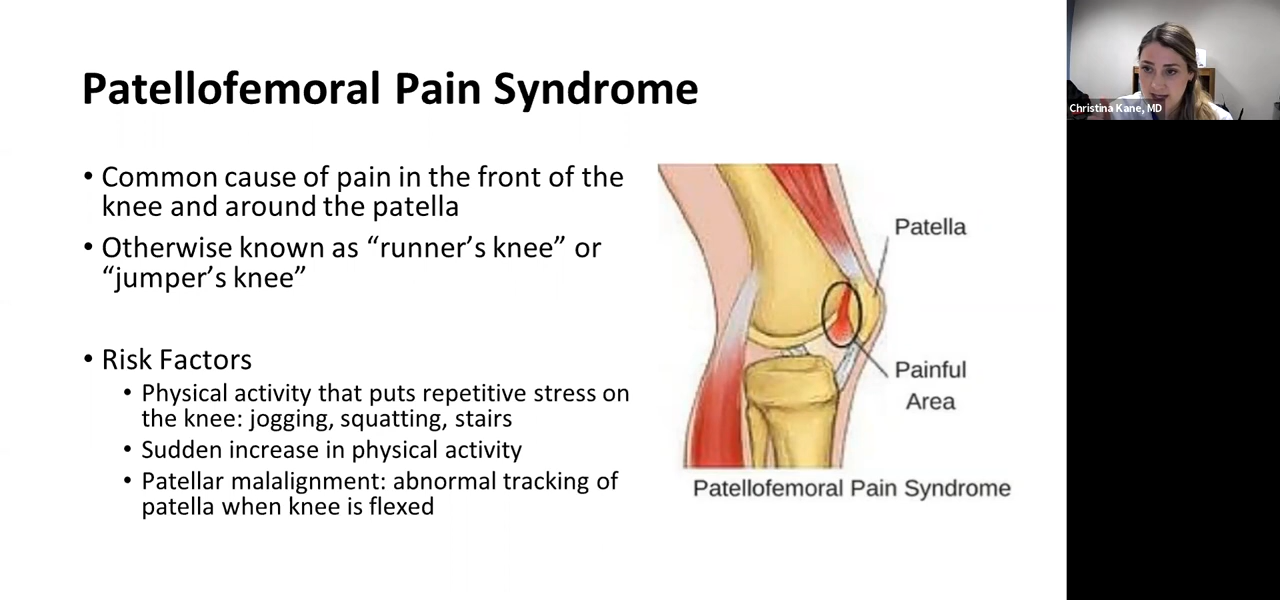 Patellofemoral Pain Syndrome
• Common cause of pain in the front of the
knee and around the patella
• Otherwise known as “runner’s knee” or
“jumper’s knee”
• Risk Factors
• Physical activity that puts repetitive stress on
the knee: jogging, squatting, stairs
• Sudden increase in physical activity
• Patellar malalignment: abnormal tracking of
patella when knee is flexed
Patella
Painful
Area
Patellofemoral Pain Syndrome
Christina Kane, MD